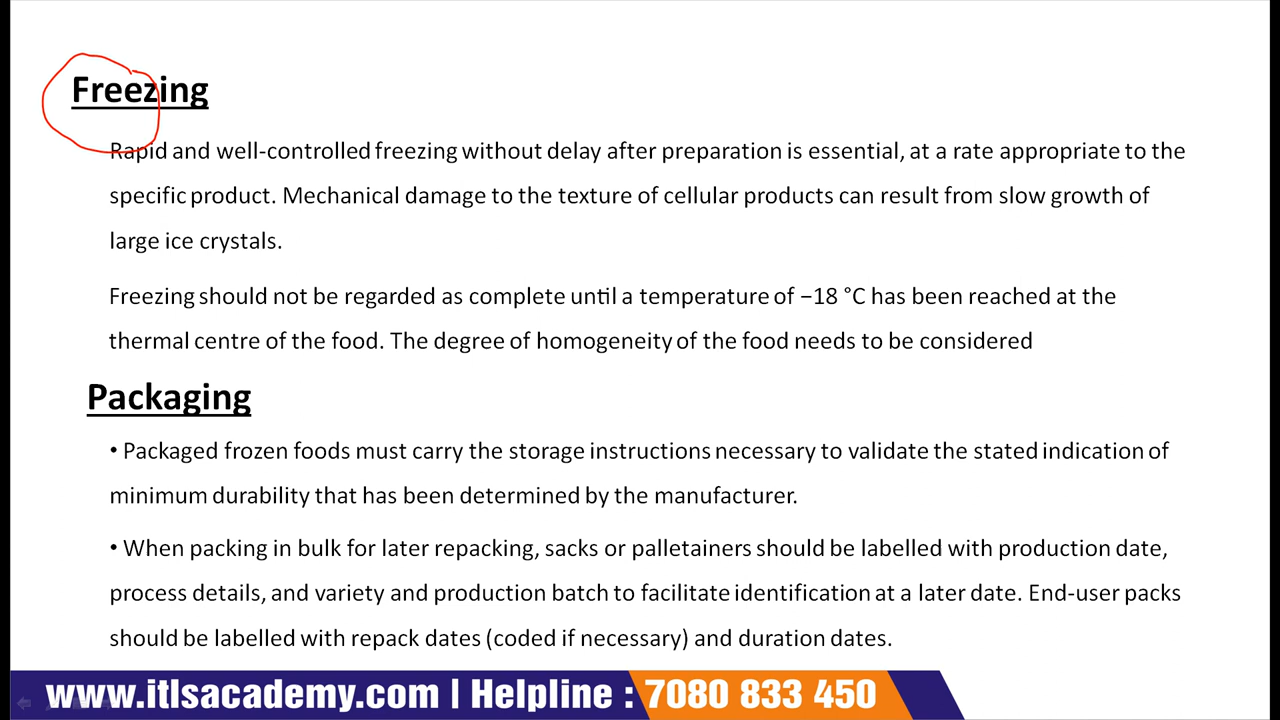 Freezing
Rapid and well-controlled freezing without delay after preparation is essential, at a rate appropriate to the
specific product. Mechanical damage to the texture of cellular products can result from slow growth of
large ice crystals.
Freezing should not be regarded as complete until a temperature of −18 °C has been reached at the
thermal centre of the food. The degree of homogeneity of the food needs to be considered
Packaging
• Packaged frozen foods must carry the storage instructions necessary to validate the stated indication of
minimum durability that has been determined by the manufacturer.
• When packing in bulk for later repacking, sacks or palletainers should be labelled with production date,
process details, and variety and production batch to facilitate identification at a later date. End-user packs
should be labelled with repack dates (coded if necessary) and duration dates.
www.itlsacademy.com | Helpline : 7080 833 450